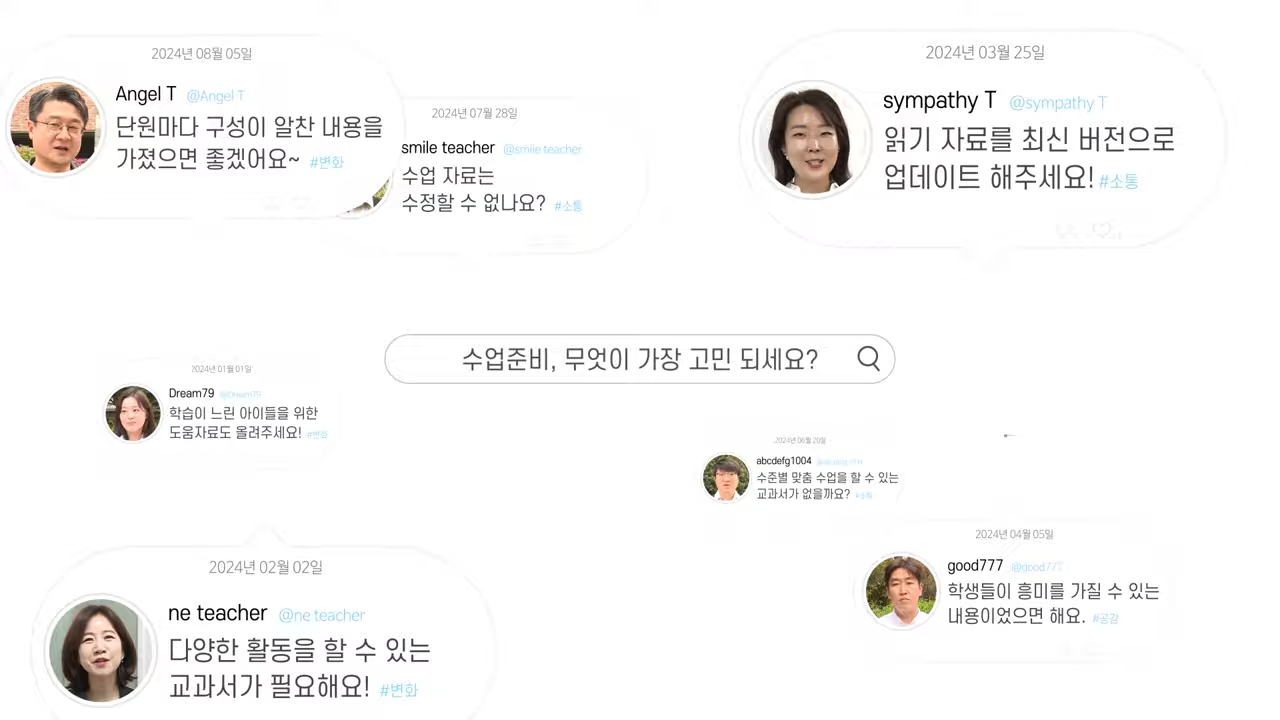 2024년 08월 05일
Angel T @Angel T
단원마다 구성이 알찬 내용을
가졌으면 좋겠어요~ #변화
2024년 07월 28일
smile teacher @smile teacher
수업 자료는
수정할 수 없나요? #소통
2024년 03월 25일
sympathy T @sympathy T
읽기 자료를 최신 버전으로
업데이트 해주세요! #소통
수업준비, 무엇이 가장 고민 되세요?
2024년 01월 01일
Dream79 @Dream79
학습이 느린 아이들을 위한
도움자료도 올려주세요! #변화
2024년 06월 20일
abcdefg1004
수준별 맞춤 수업을 할 수 있는
교과서가 없을까요? #소통
2024년 04월 05일
good777 @good777
학생들이 흥미를 가질 수 있는
내용이었으면 해요. #공감
2024년 02월 02일
ne teacher @ne teacher
다양한 활동을 할 수 있는
교과서가 필요해요! #변화